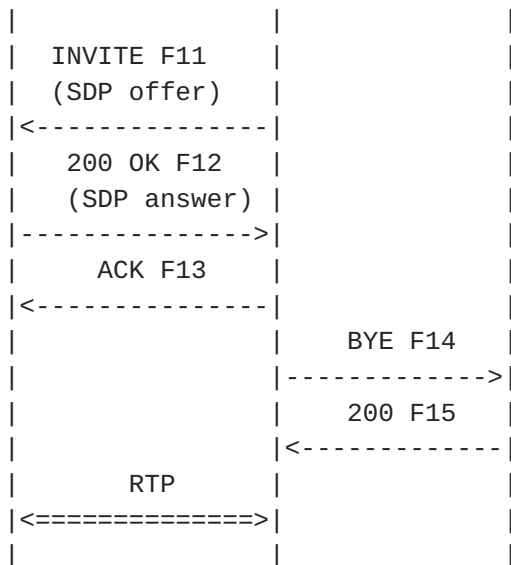 |                |              |
|  INVITE F11    |              |
|  (SDP offer)   |              |
|<---------------|              |
|   200 OK F12   |              |
|   (SDP answer) |              |
|--------------->|              |
|     ACK F13    |              |
|<---------------|              |
|                |    BYE F14   |
|                |------------->|
|                |    200 F15   |
|                |<-------------|
|       RTP      |              |
|<==============>|              |
|                |              |